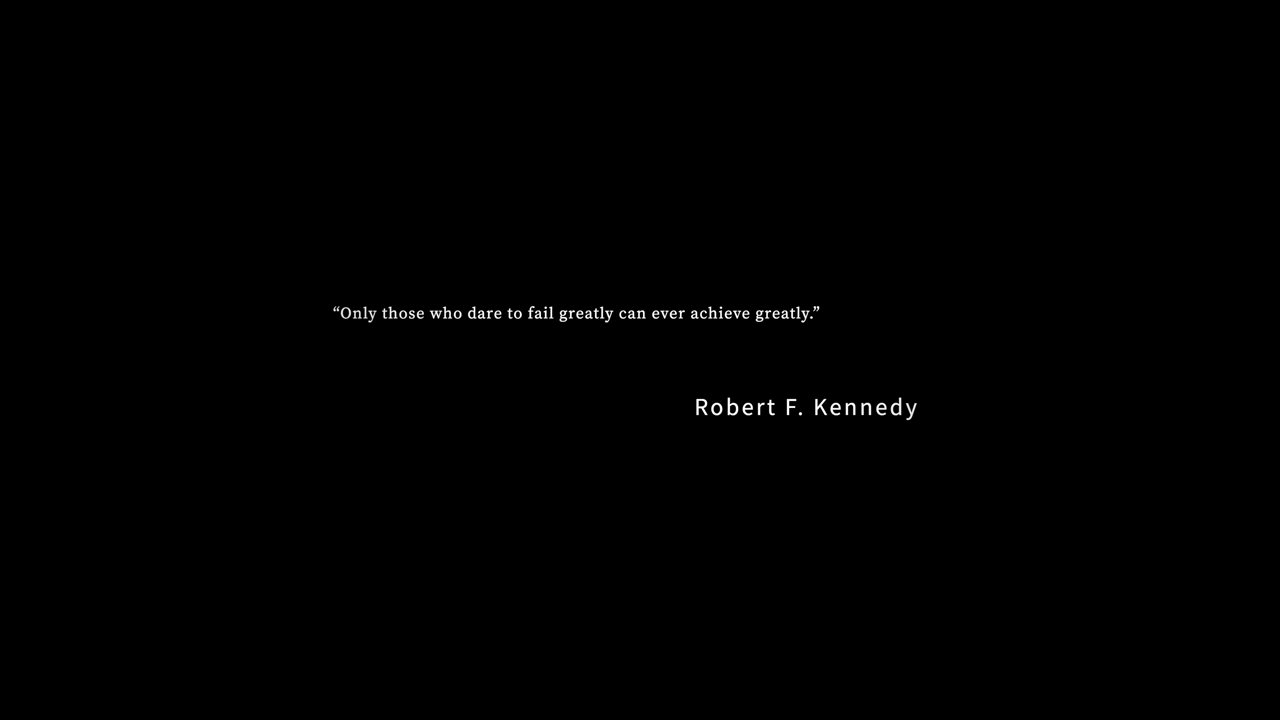 “Only those who dare to fail greatly can ever achieve greatly.”
Robert F. Kennedy